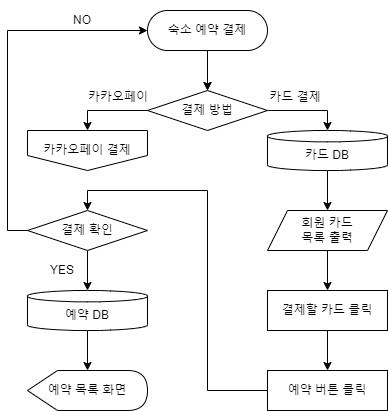 NO
숙소 예약 결제
카카오페이
카드 결제
결제 방법
카카오페이 결제
카드 DB
결제 확인
회원 카드
목록 출력
YES
예약 DB
결제할 카드 클릭
예약 목록 화면
예약 버튼 클릭